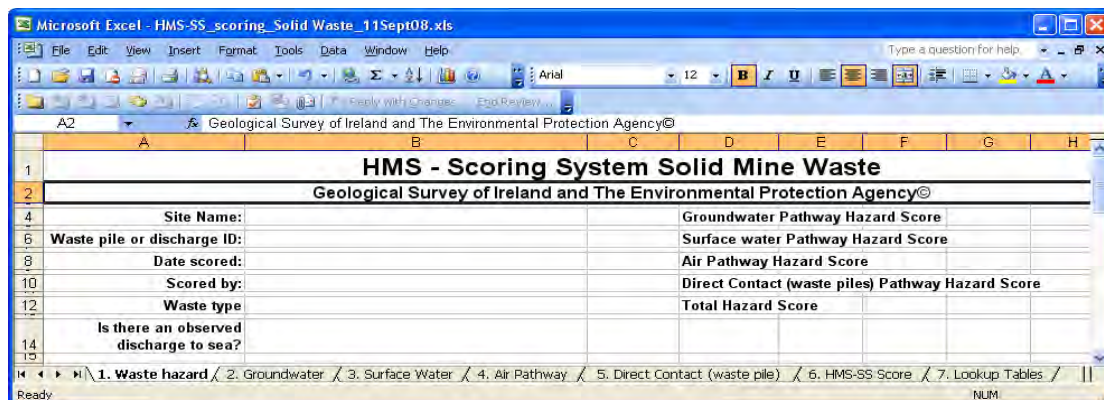 Microsoft Excel - HMS-SS_scoring_Solid Waste_11Sept08.xls
File Edit View Insert Format Tools Data Window Help Type a question for help
Arial 12 B I U
Reply with Changes... End Review...
A2 fx Geological Survey of Ireland and The Environmental Protection Agency©
A B C D E F G H
1 HMS - Scoring System Solid Mine Waste
2 Geological Survey of Ireland and The Environmental Protection Agency©
4 Site Name: Groundwater Pathway Hazard Score
6 Waste pile or discharge ID: Surface water Pathway Hazard Score
8 Date scored: Air Pathway Hazard Score
10 Scored by: Direct Contact (waste piles) Pathway Hazard Score
12 Waste type Total Hazard Score
Is there an observed
14 discharge to sea?
15
1. Waste hazard / 2. Groundwater / 3. Surface Water / 4. Air Pathway / 5. Direct Contact (waste pile) / 6. HMS-SS Score / 7. Lookup Tables /
Ready NUM